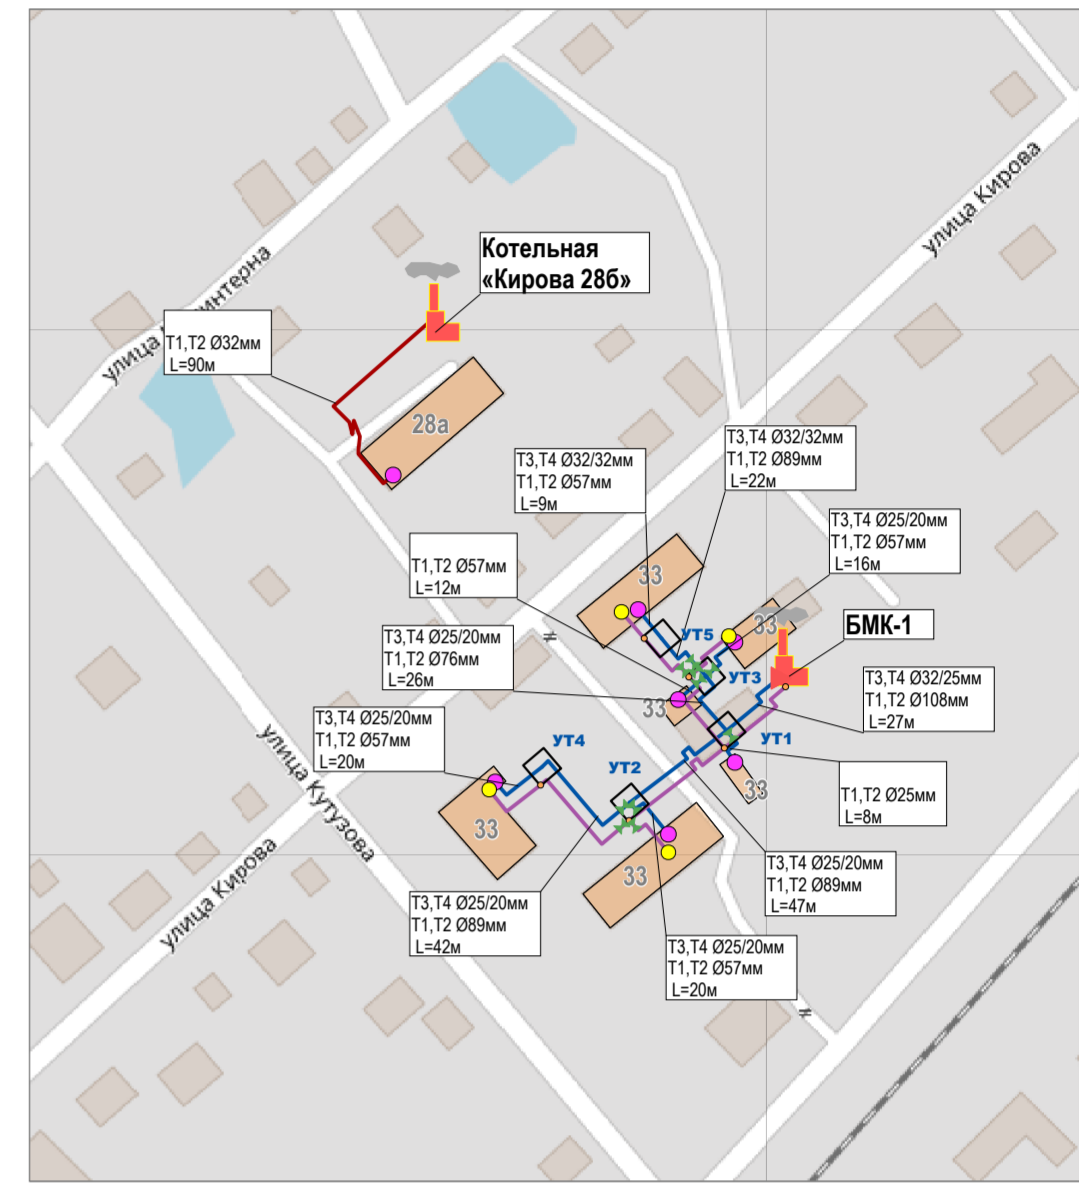 улица Кирова
Котельная
«Кирова 28б»
улица
интерна
Т1,Т2 Ø32мм
L=90м
28а
Т3,Т4 Ø32/32мм
Т1,Т2 Ø89мм
L=22м
Т3,Т4 Ø32/32мм
Т1,Т2 Ø57мм
L=9м
Т3,Т4 Ø25/20мм
Т1,Т2 Ø57мм
L=16м
Т1,Т2 Ø57мм
L=12м
33
33
БМК-1
УТ5
Т3,Т4 Ø25/20мм
Т1,Т2 Ø76мм
L=26м
УТ3
Т3,Т4 Ø32/25мм
Т1,Т2 Ø108мм
L=27м
33
Т3,Т4 Ø25/20мм
Т1,Т2 Ø57мм
L=20м
УТ4
УТ1
УТ2
33
Т1,Т2 Ø25мм
L=8м
улица Кутузова
33
33
Т3,Т4 Ø25/20мм
Т1,Т2 Ø89мм
L=47м
улица Кирова
Т3,Т4 Ø25/20мм
Т1,Т2 Ø89мм
L=42м
Т3,Т4 Ø25/20мм
Т1,Т2 Ø57мм
L=20м